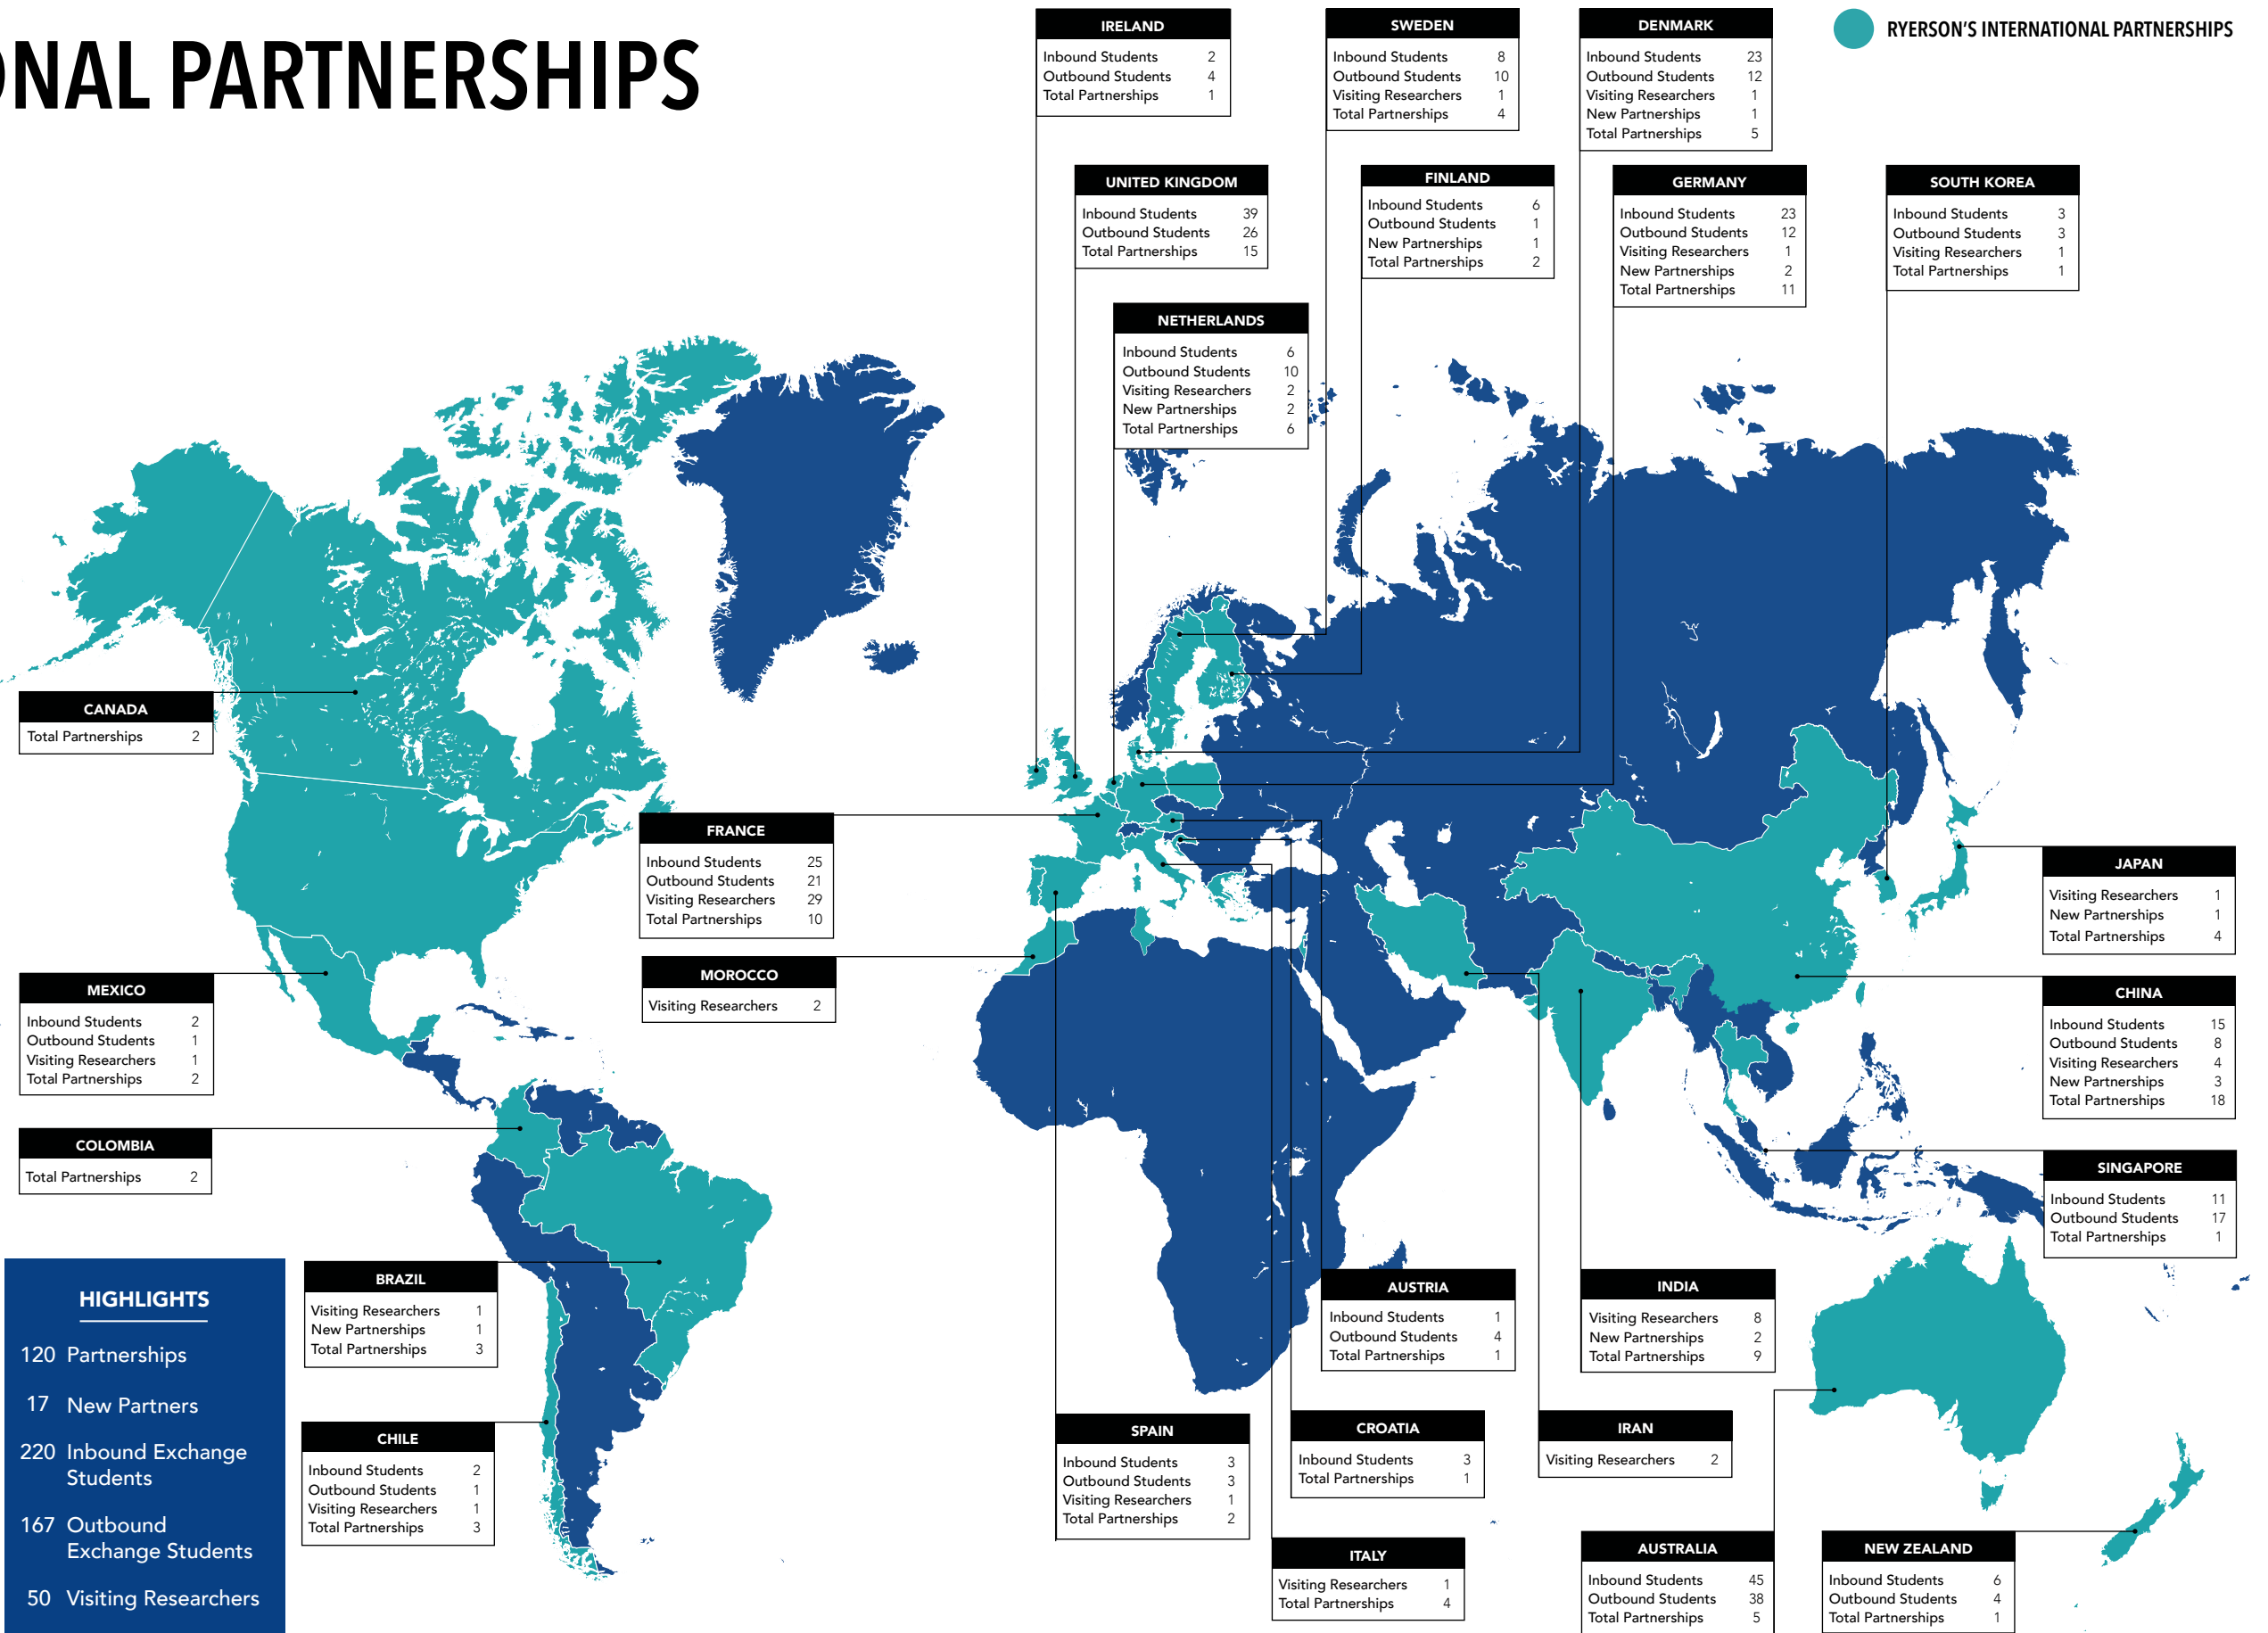 ONAL PARTNERSHIPS
RYERSON'S INTERNATIONAL PARTNERSHIPS
IRELAND
Inbound Students 2
Outbound Students 4
Total Partnerships 1
SWEDEN
Inbound Students 8
Outbound Students 10
Visiting Researchers 1
Total Partnerships 4
DENMARK
Inbound Students 23
Outbound Students 12
Visiting Researchers 1
New Partnerships 1
Total Partnerships 5
UNITED KINGDOM
Inbound Students 39
Outbound Students 26
Total Partnerships 15
FINLAND
Inbound Students 6
Outbound Students 1
New Partnerships 1
Total Partnerships 2
GERMANY
Inbound Students 23
Outbound Students 12
Visiting Researchers 1
New Partnerships 2
Total Partnerships 11
SOUTH KOREA
Inbound Students 3
Outbound Students 3
Visiting Researchers 1
Total Partnerships 1
NETHERLANDS
Inbound Students 6
Outbound Students 10
Visiting Researchers 2
New Partnerships 2
Total Partnerships 6
CANADA
Total Partnerships 2
FRANCE
Inbound Students 25
Outbound Students 21
Visiting Researchers 29
Total Partnerships 10
JAPAN
Visiting Researchers 1
New Partnerships 1
Total Partnerships 4
MOROCCO
Visiting Researchers 2
MEXICO
Inbound Students 2
Outbound Students 1
Visiting Researchers 1
Total Partnerships 2
CHINA
Inbound Students 15
Outbound Students 8
Visiting Researchers 4
New Partnerships 3
Total Partnerships 18
COLOMBIA
Total Partnerships 2
SINGAPORE
Inbound Students 11
Outbound Students 17
Total Partnerships 1
HIGHLIGHTS
120 Partnerships
17 New Partners
220 Inbound Exchange
Students
167 Outbound
Exchange Students
50 Visiting Researchers
BRAZIL
Visiting Researchers 1
New Partnerships 1
Total Partnerships 3
AUSTRIA
Inbound Students 1
Outbound Students 4
Total Partnerships 1
INDIA
Visiting Researchers 8
New Partnerships 2
Total Partnerships 9
CHILE
Inbound Students 2
Outbound Students 1
Visiting Researchers 1
Total Partnerships 3
SPAIN
Inbound Students 3
Outbound Students 3
Visiting Researchers 1
Total Partnerships 2
CROATIA
Inbound Students 3
Total Partnerships 1
IRAN
Visiting Researchers 2
ITALY
Visiting Researchers 1
Total Partnerships 4
AUSTRALIA
Inbound Students 45
Outbound Students 38
Total Partnerships 5
NEW ZEALAND
Inbound Students 6
Outbound Students 4
Total Partnerships 1